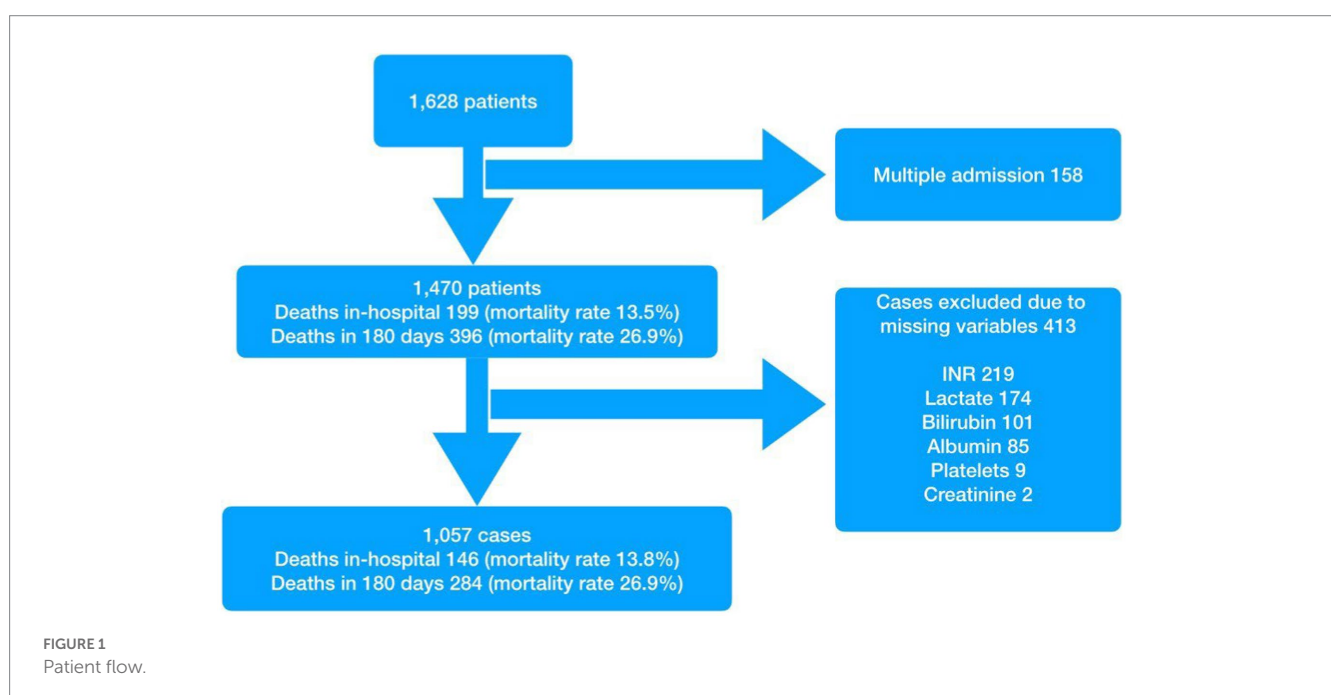 1,628 patients
Multiple admission 158
1,470 patients
Deaths in-hospital 199 (mortality rate 13.5%)
Deaths in 180 days 396 (mortality rate 26.9%)
Cases excluded due to
missing variables 413
INR 219
Lactate 174
Bilirubin 101
Albumin 85
Platelets 9
Creatinine 2
1,057 cases
Deaths in-hospital 146 (mortality rate 13.8%)
Deaths in 180 days 284 (mortality rate 26.9%)
FIGURE 1
Patient flow.